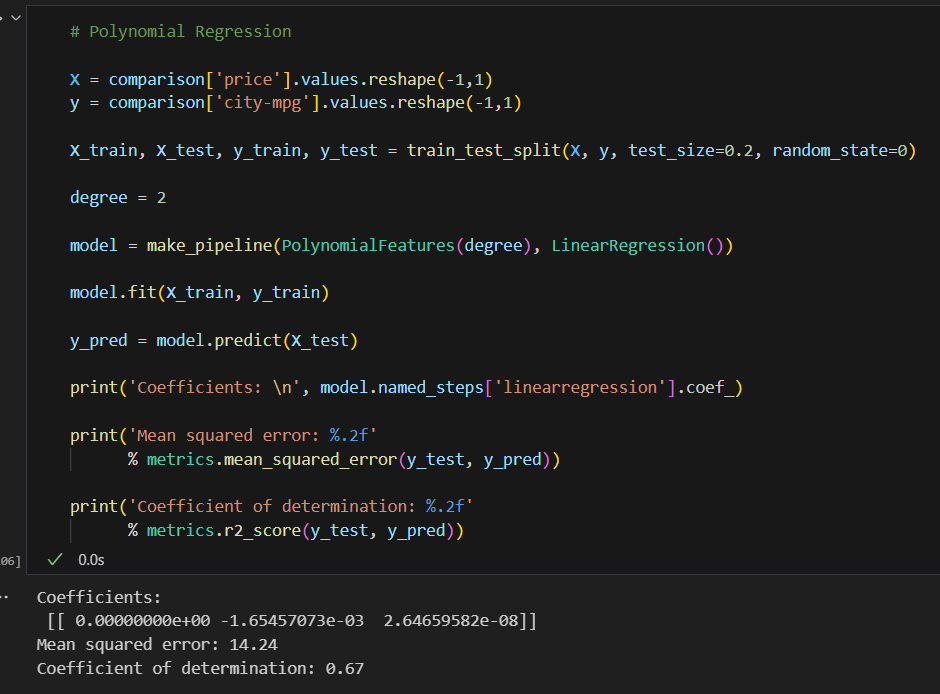 # Polynomial Regression
X = comparison['price'].values.reshape(-1,1)
y = comparison['city-mpg'].values.reshape(-1,1)
X_train, X_test, y_train, y_test = train_test_split(X, y, test_size=0.2, random_state=0)
degree = 2
model = make_pipeline(PolynomialFeatures(degree), LinearRegression())
model.fit(X_train, y_train)
y_pred = model.predict(X_test)
print('Coefficients: \n', model.named_steps['linearregression'].coef_)
print('Mean squared error: %.2f'
% metrics.mean_squared_error(y_test, y_pred))
print('Coefficient of determination: %.2f'
% metrics.r2_score(y_test, y_pred))
06] ✓ 0.0s
Coefficients:
[[ 0.00000000e+00 -1.65457073e-03  2.64659582e-08]]
Mean squared error: 14.24
Coefficient of determination: 0.67